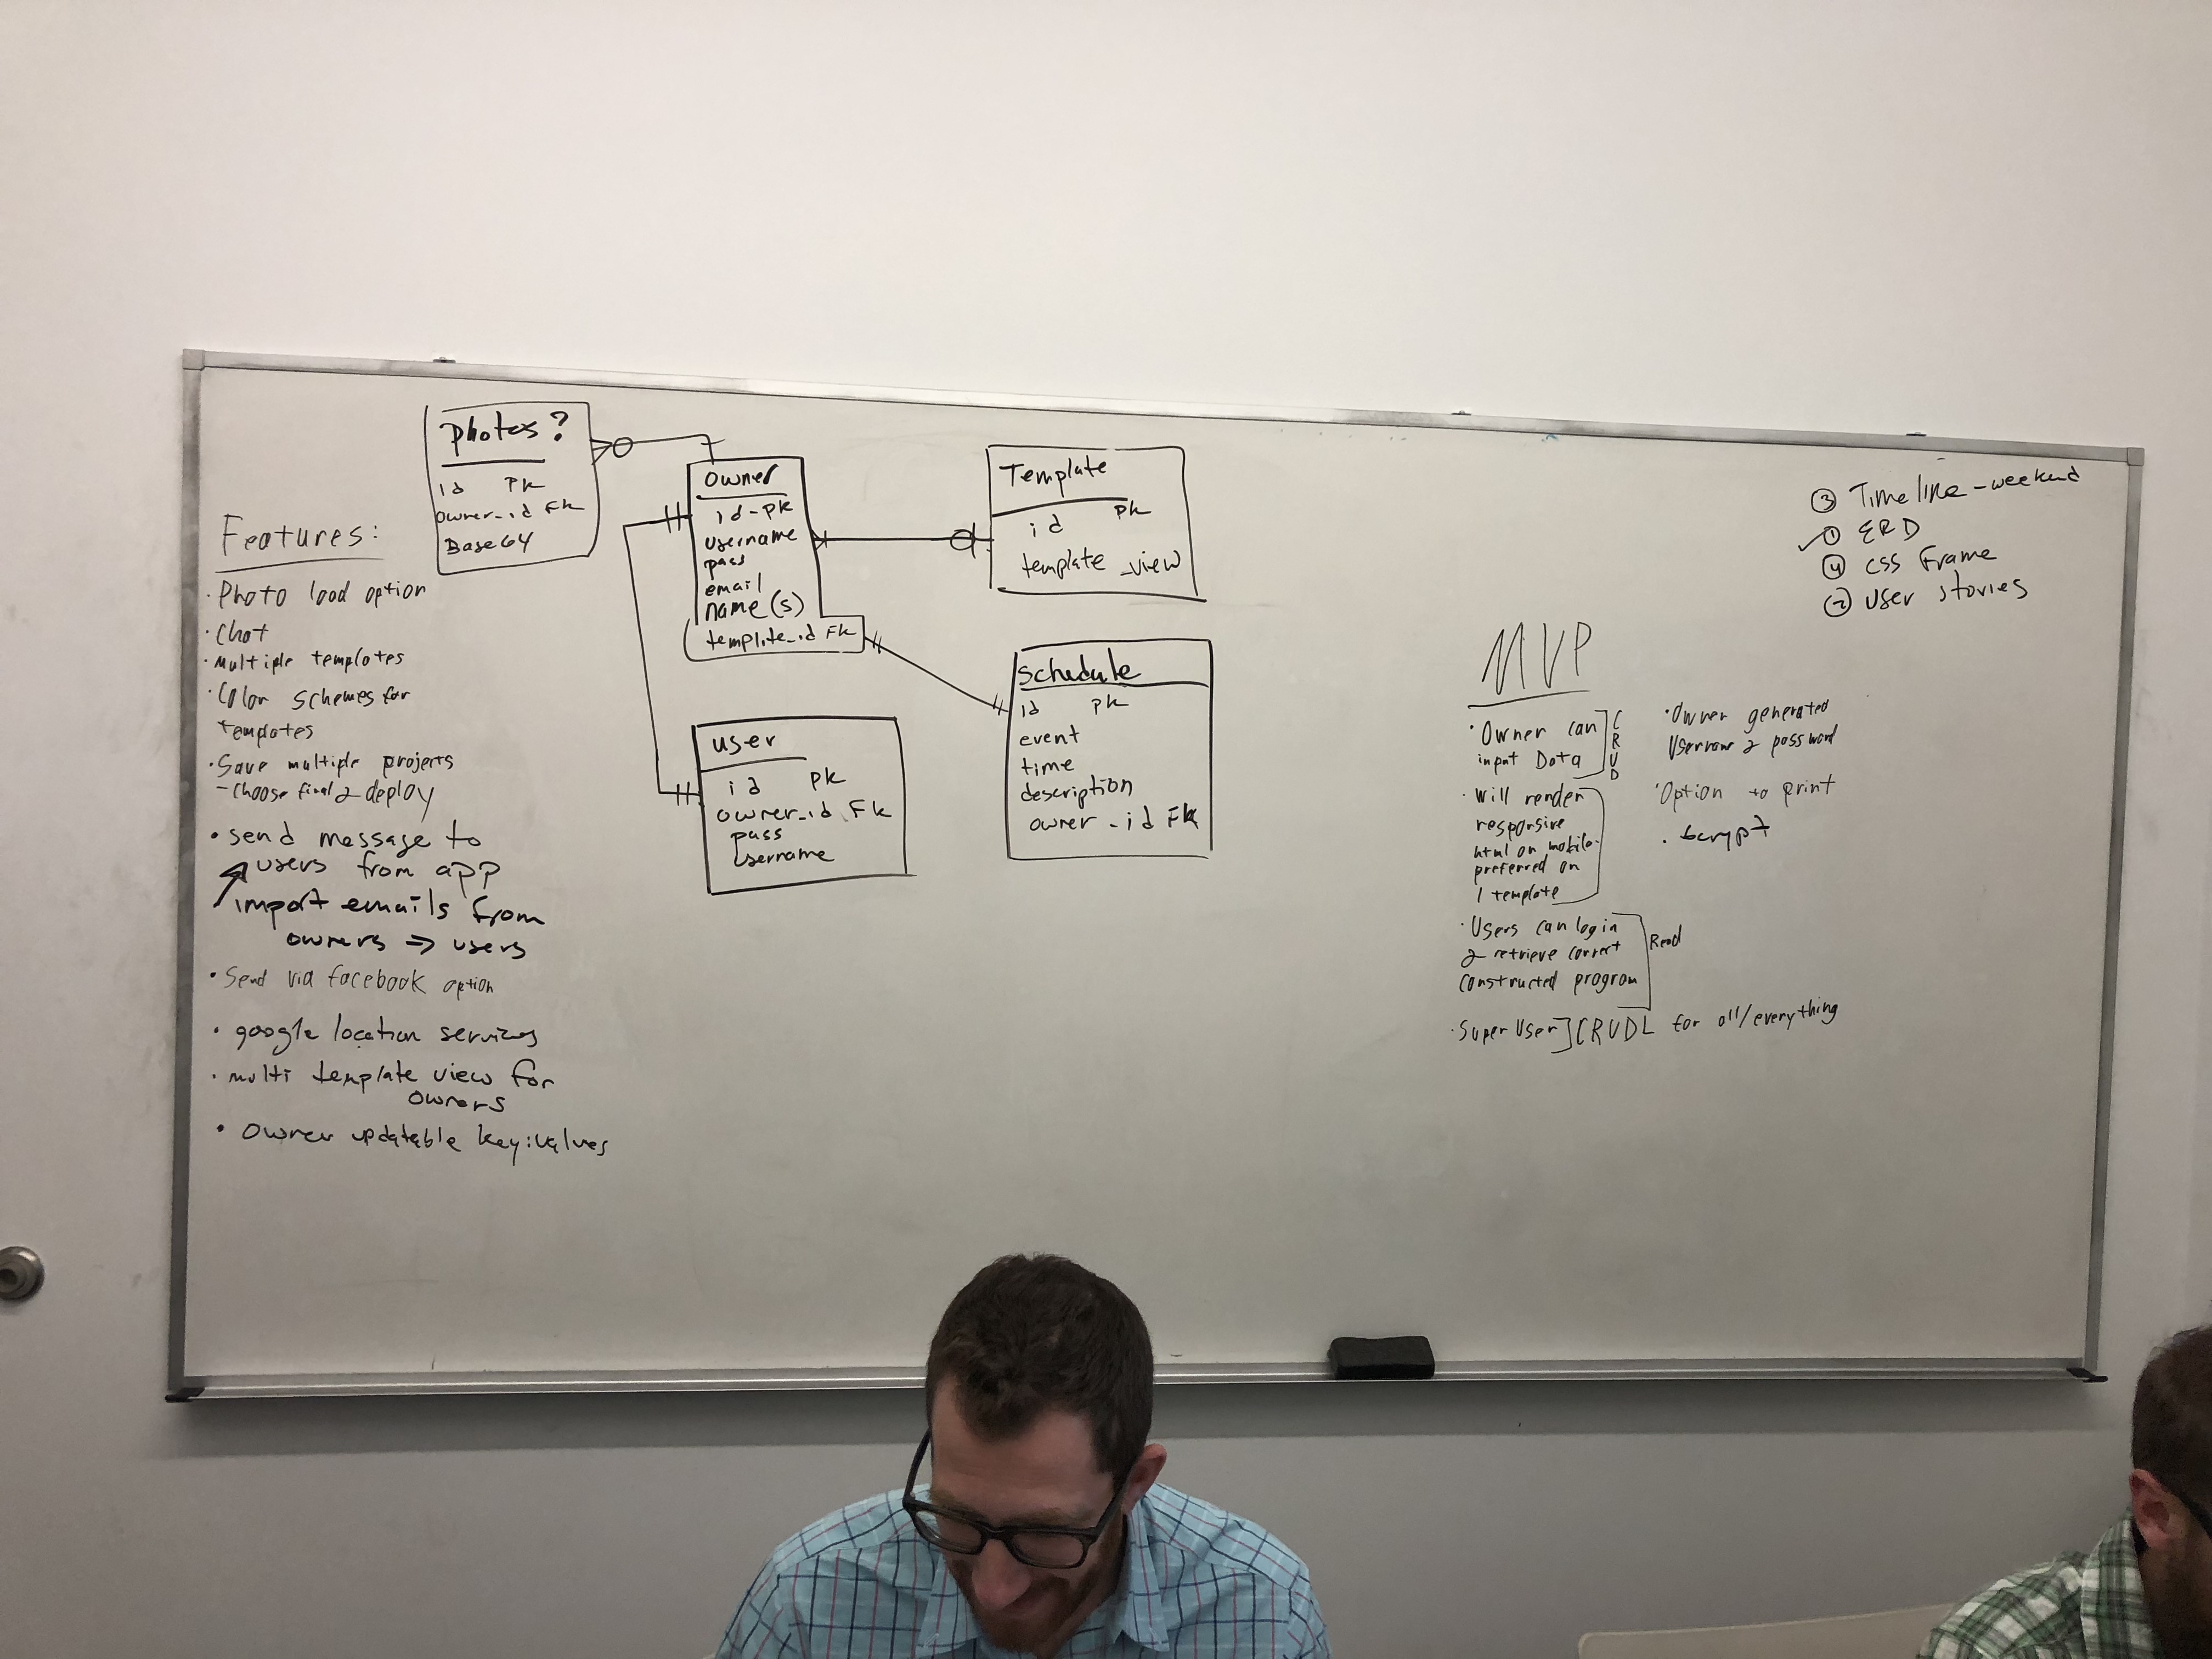 Features:
· Photo load option
· Chat
· Multiple templates
· Color schemes for
templates
· Save multiple projects
- Choose final & deploy
· send message to
users from app
import emails from
owners => users
· Send via facebook option
· google location services
· multi template view for
owners
· owner updatable key:values
photos?
id Pk
owner_id Fk
Base64
owner
id-pk
username
pass
email
name(s)
template_id Fk
Template
id pk
template_view
user
id pk
owner_id Fk
pass
username
schedule
id pk
event
time
description
owner_id Fk
③ Timeline-weekend
① ERD
④ CSS Frame
② User stories
MVP
· Owner can
input Data
CRUD
· Will render
responsive
html on mobile-
preferred on
1 template
· Users can login
& retrieve correct
constructed program
Read
· Super User] CRUDL for all/everything
· Owner generated
Username & password
· Option to print
· bcrypt